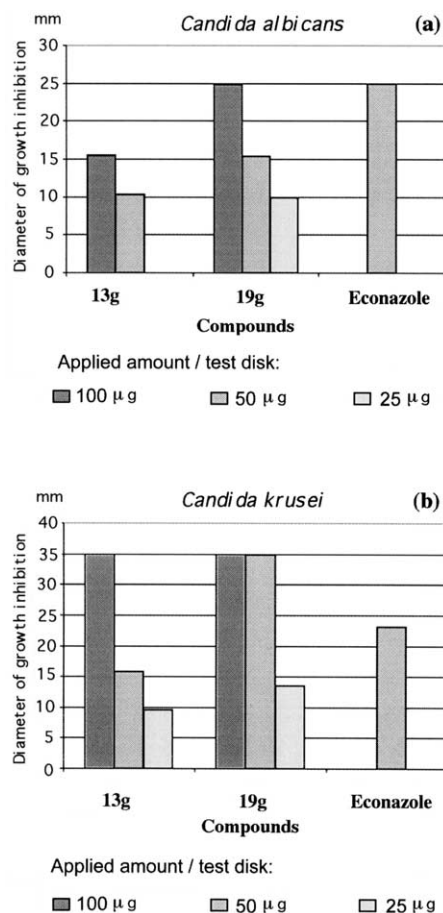 mm Candida albicans (a)
Diameter of growth inhibition
30
25
20
15
10
5
0
13g 19g Econazole
Compounds
Applied amount / test disk:
100 µg 50 µg 25 µg
mm Candida krusei (b)
Diameter of growth inhibition
40
35
30
25
20
15
10
5
0
13g 19g Econazole
Compounds
Applied amount / test disk:
100 µg 50 µg 25 µg